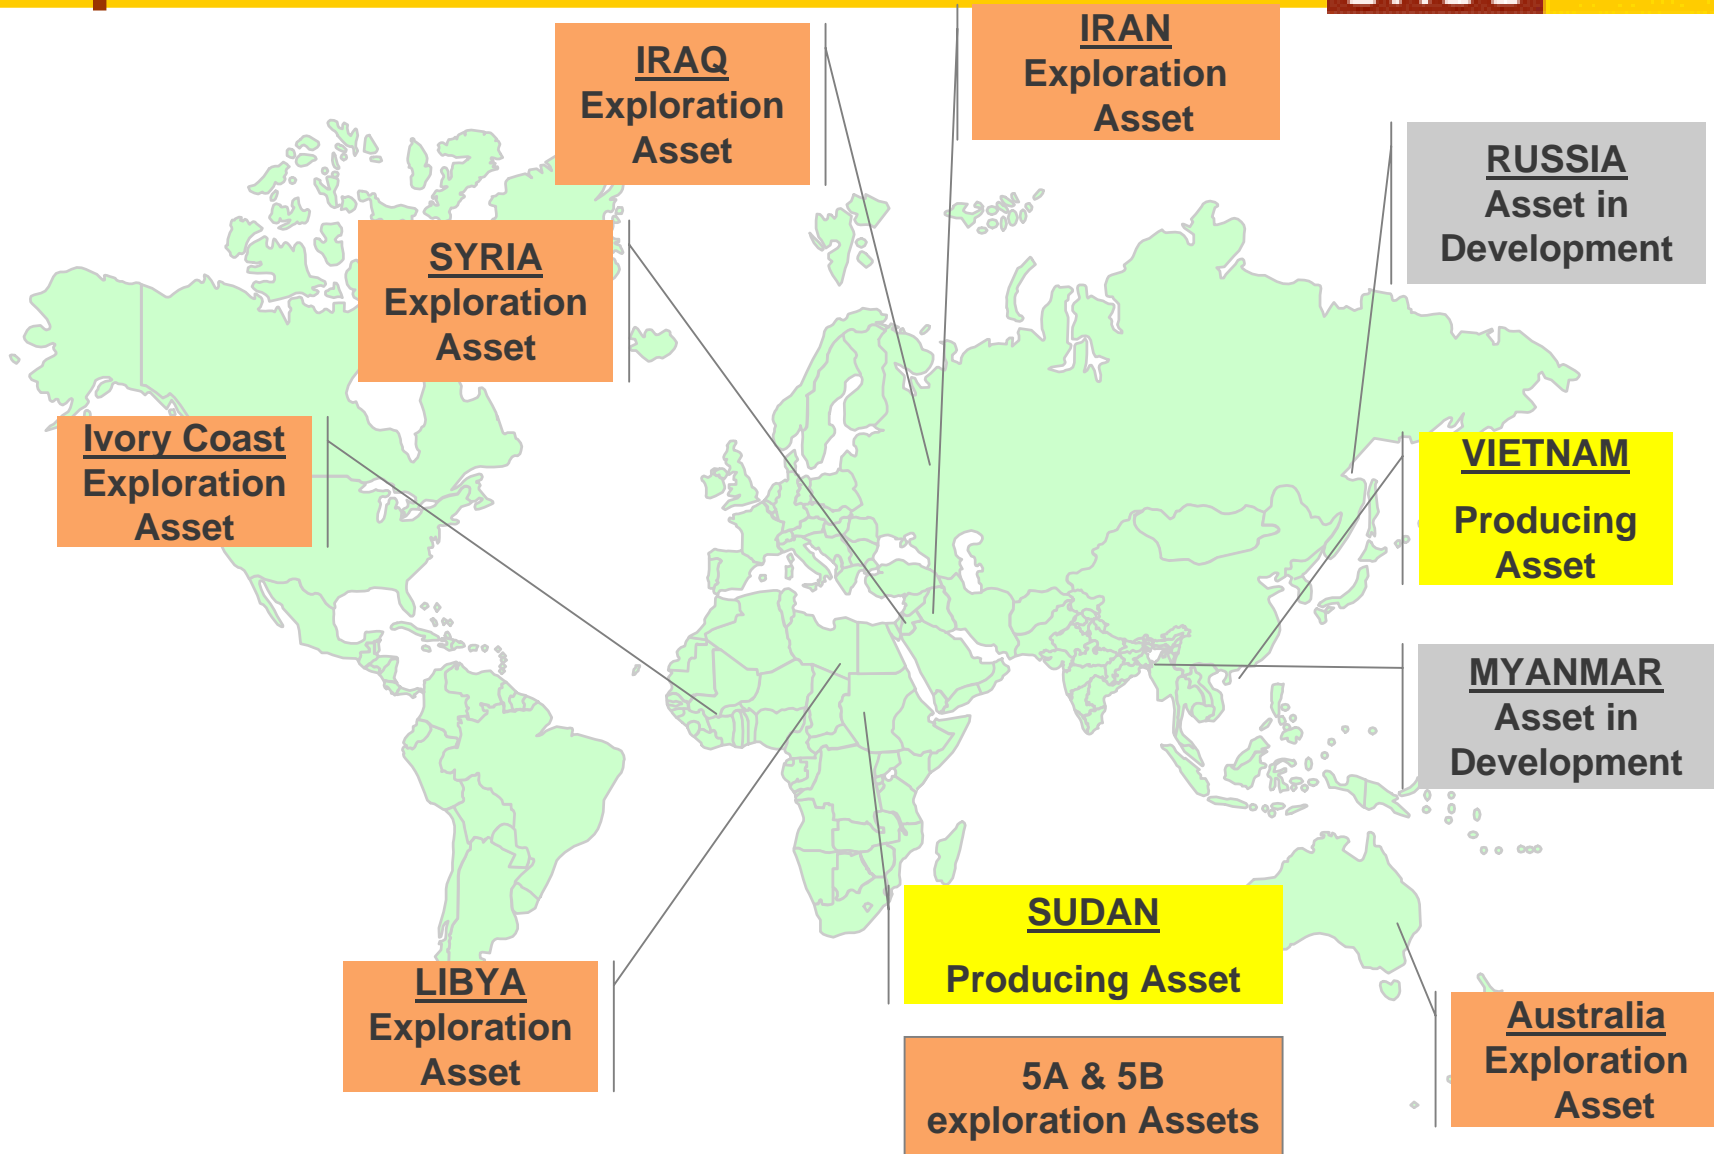 IRAN
Exploration
Asset
IRAQ
Exploration
Asset
RUSSIA
Asset in
Development
SYRIA
Exploration
Asset
Ivory Coast
Exploration
Asset
VIETNAM
Producing
Asset
MYANMAR
Asset in
Development
SUDAN
Producing Asset
LIBYA
Exploration
Asset
Australia
Exploration
Asset
5A & 5B
exploration Assets